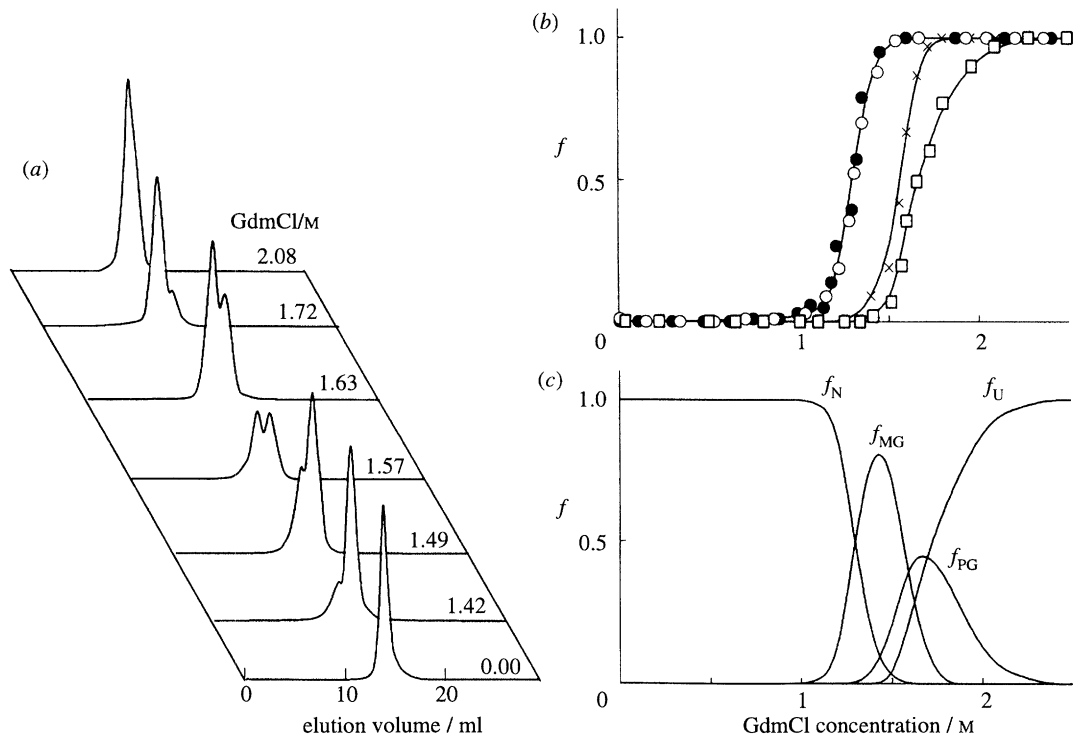 (a)
GdmCl/M
2.08
1.72
1.63
1.57
1.49
1.42
0.00
0 10 20
elution volume / ml
(b)
1.0
f
0.5
0
1 2
(c)
1.0
f_N
f_MG
f_U
f
0.5
f_PG
0
1 2
GdmCl concentration / M